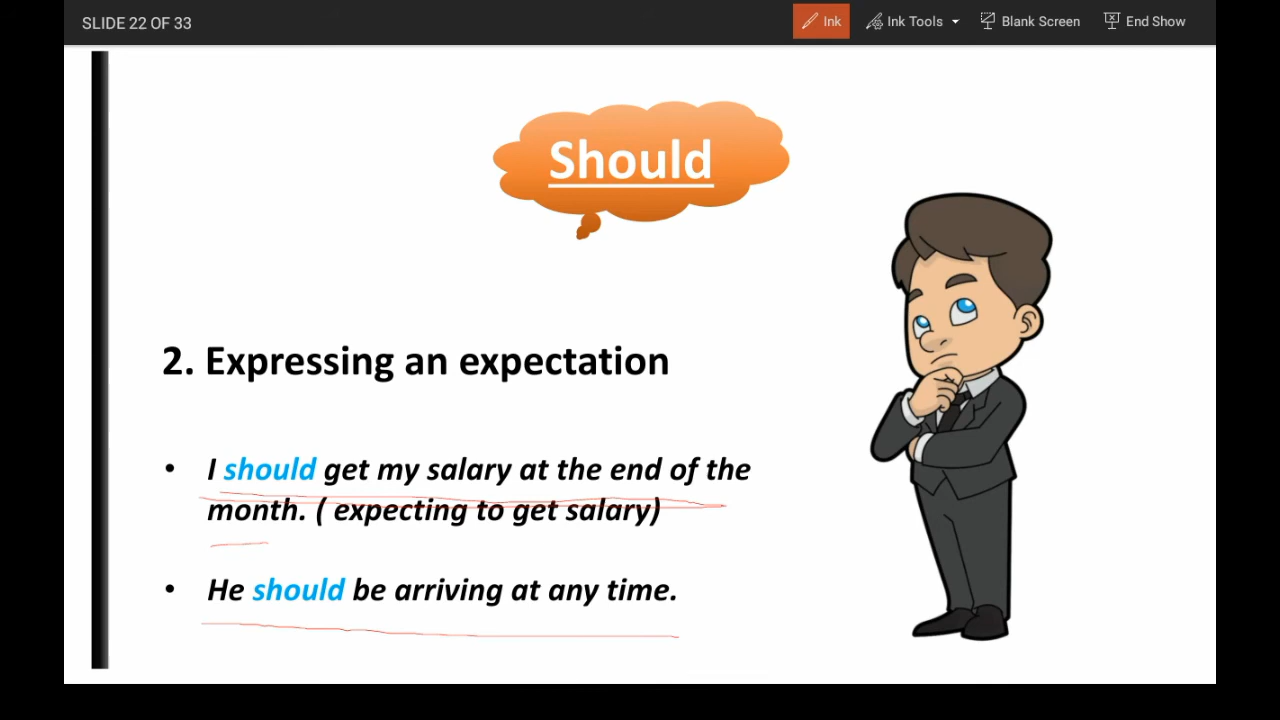 SLIDE 22 OF 33
Ink
Ink Tools
Blank Screen
End Show
Should
2. Expressing an expectation
• I should get my salary at the end of the
month. ( expecting to get salary)
• He should be arriving at any time.